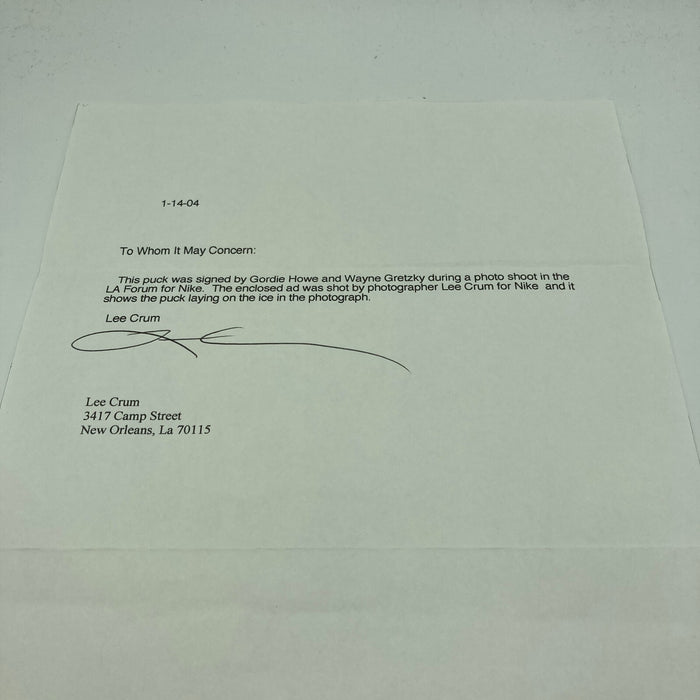 1-14-04
To Whom It May Concern:
This puck was signed by Gordie Howe and Wayne Gretzky during a photo shoot in the
LA Forum for Nike. The enclosed ad was shot by photographer Lee Crum for Nike and it
shows the puck laying on the ice in the photograph.
Lee Crum
Lee Crum
3417 Camp Street
New Orleans, La 70115